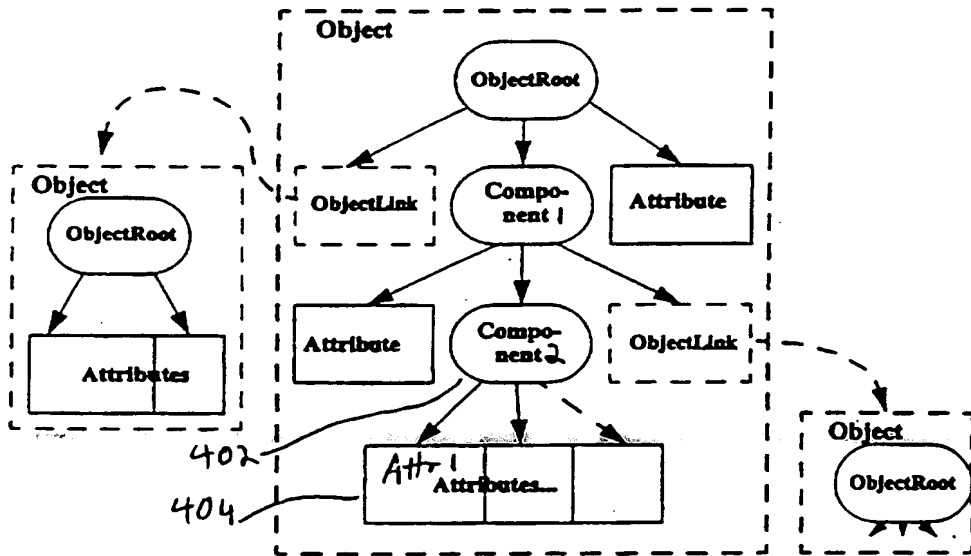 Object
ObjectRoot
Object
ObjectRoot
ObjectLink
Compo-
nent 1
Attribute
Attributes
Attribute
Compo-
nent 2
ObjectLink
Object
ObjectRoot
402
Attr 1
Attributes...
404